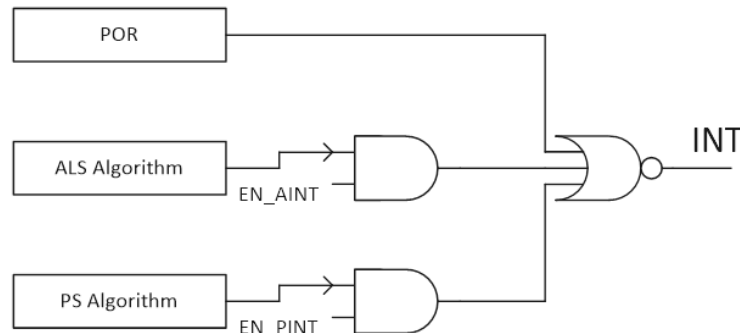 POR
ALS Algorithm
EN_AINT
INT
PS Algorithm
EN_PINT